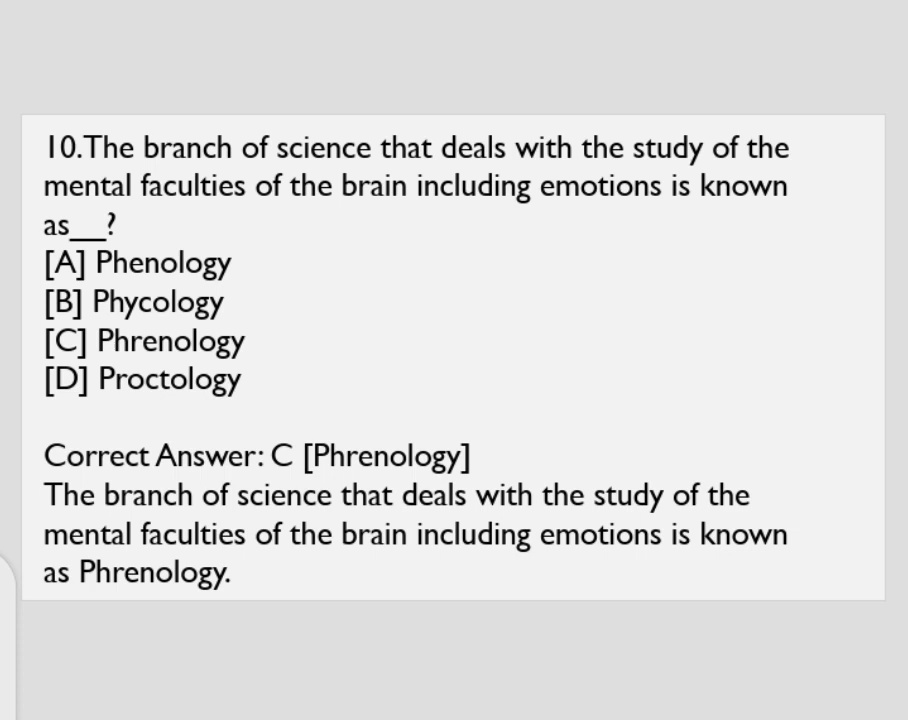 10.The branch of science that deals with the study of the
mental faculties of the brain including emotions is known
as__?
[A] Phenology
[B] Phycology
[C] Phrenology
[D] Proctology
Correct Answer: C [Phrenology]
The branch of science that deals with the study of the
mental faculties of the brain including emotions is known
as Phrenology.